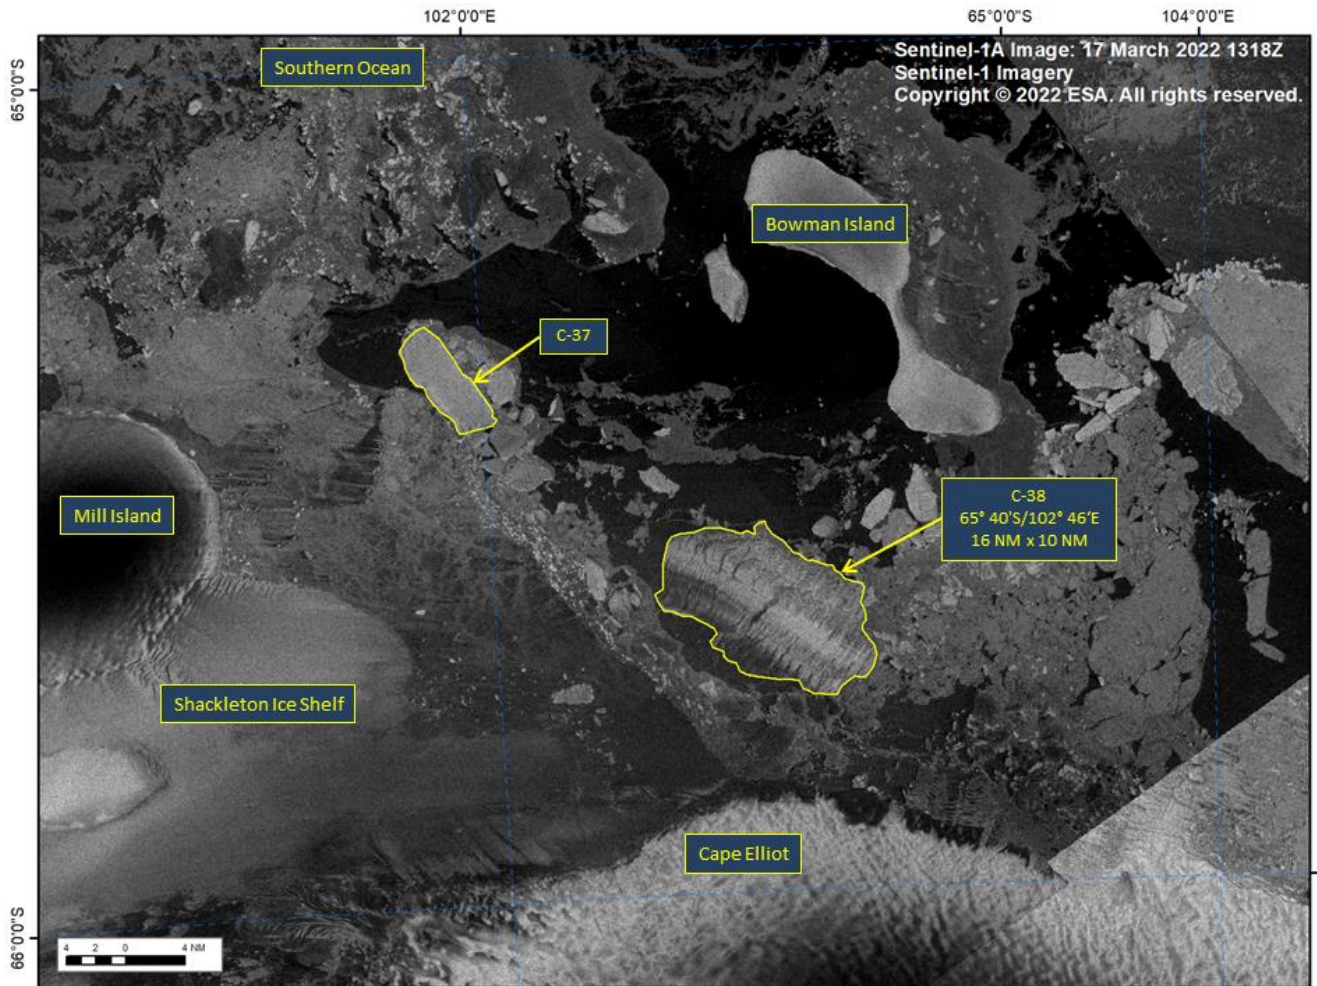 102°0'0"E
65°0'0"S
104°0'0"E
65°0'0"S
Southern Ocean
Sentinel-1A Image: 17 March 2022 1318Z
Sentinel-1 Imagery
Copyright © 2022 ESA. All rights reserved.
Bowman Island
C-37
C-38
65° 40'S/102° 46'E
16 NM x 10 NM
Mill Island
Shackleton Ice Shelf
Cape Elliot
66°0'0"S
4 2 0 4 NM